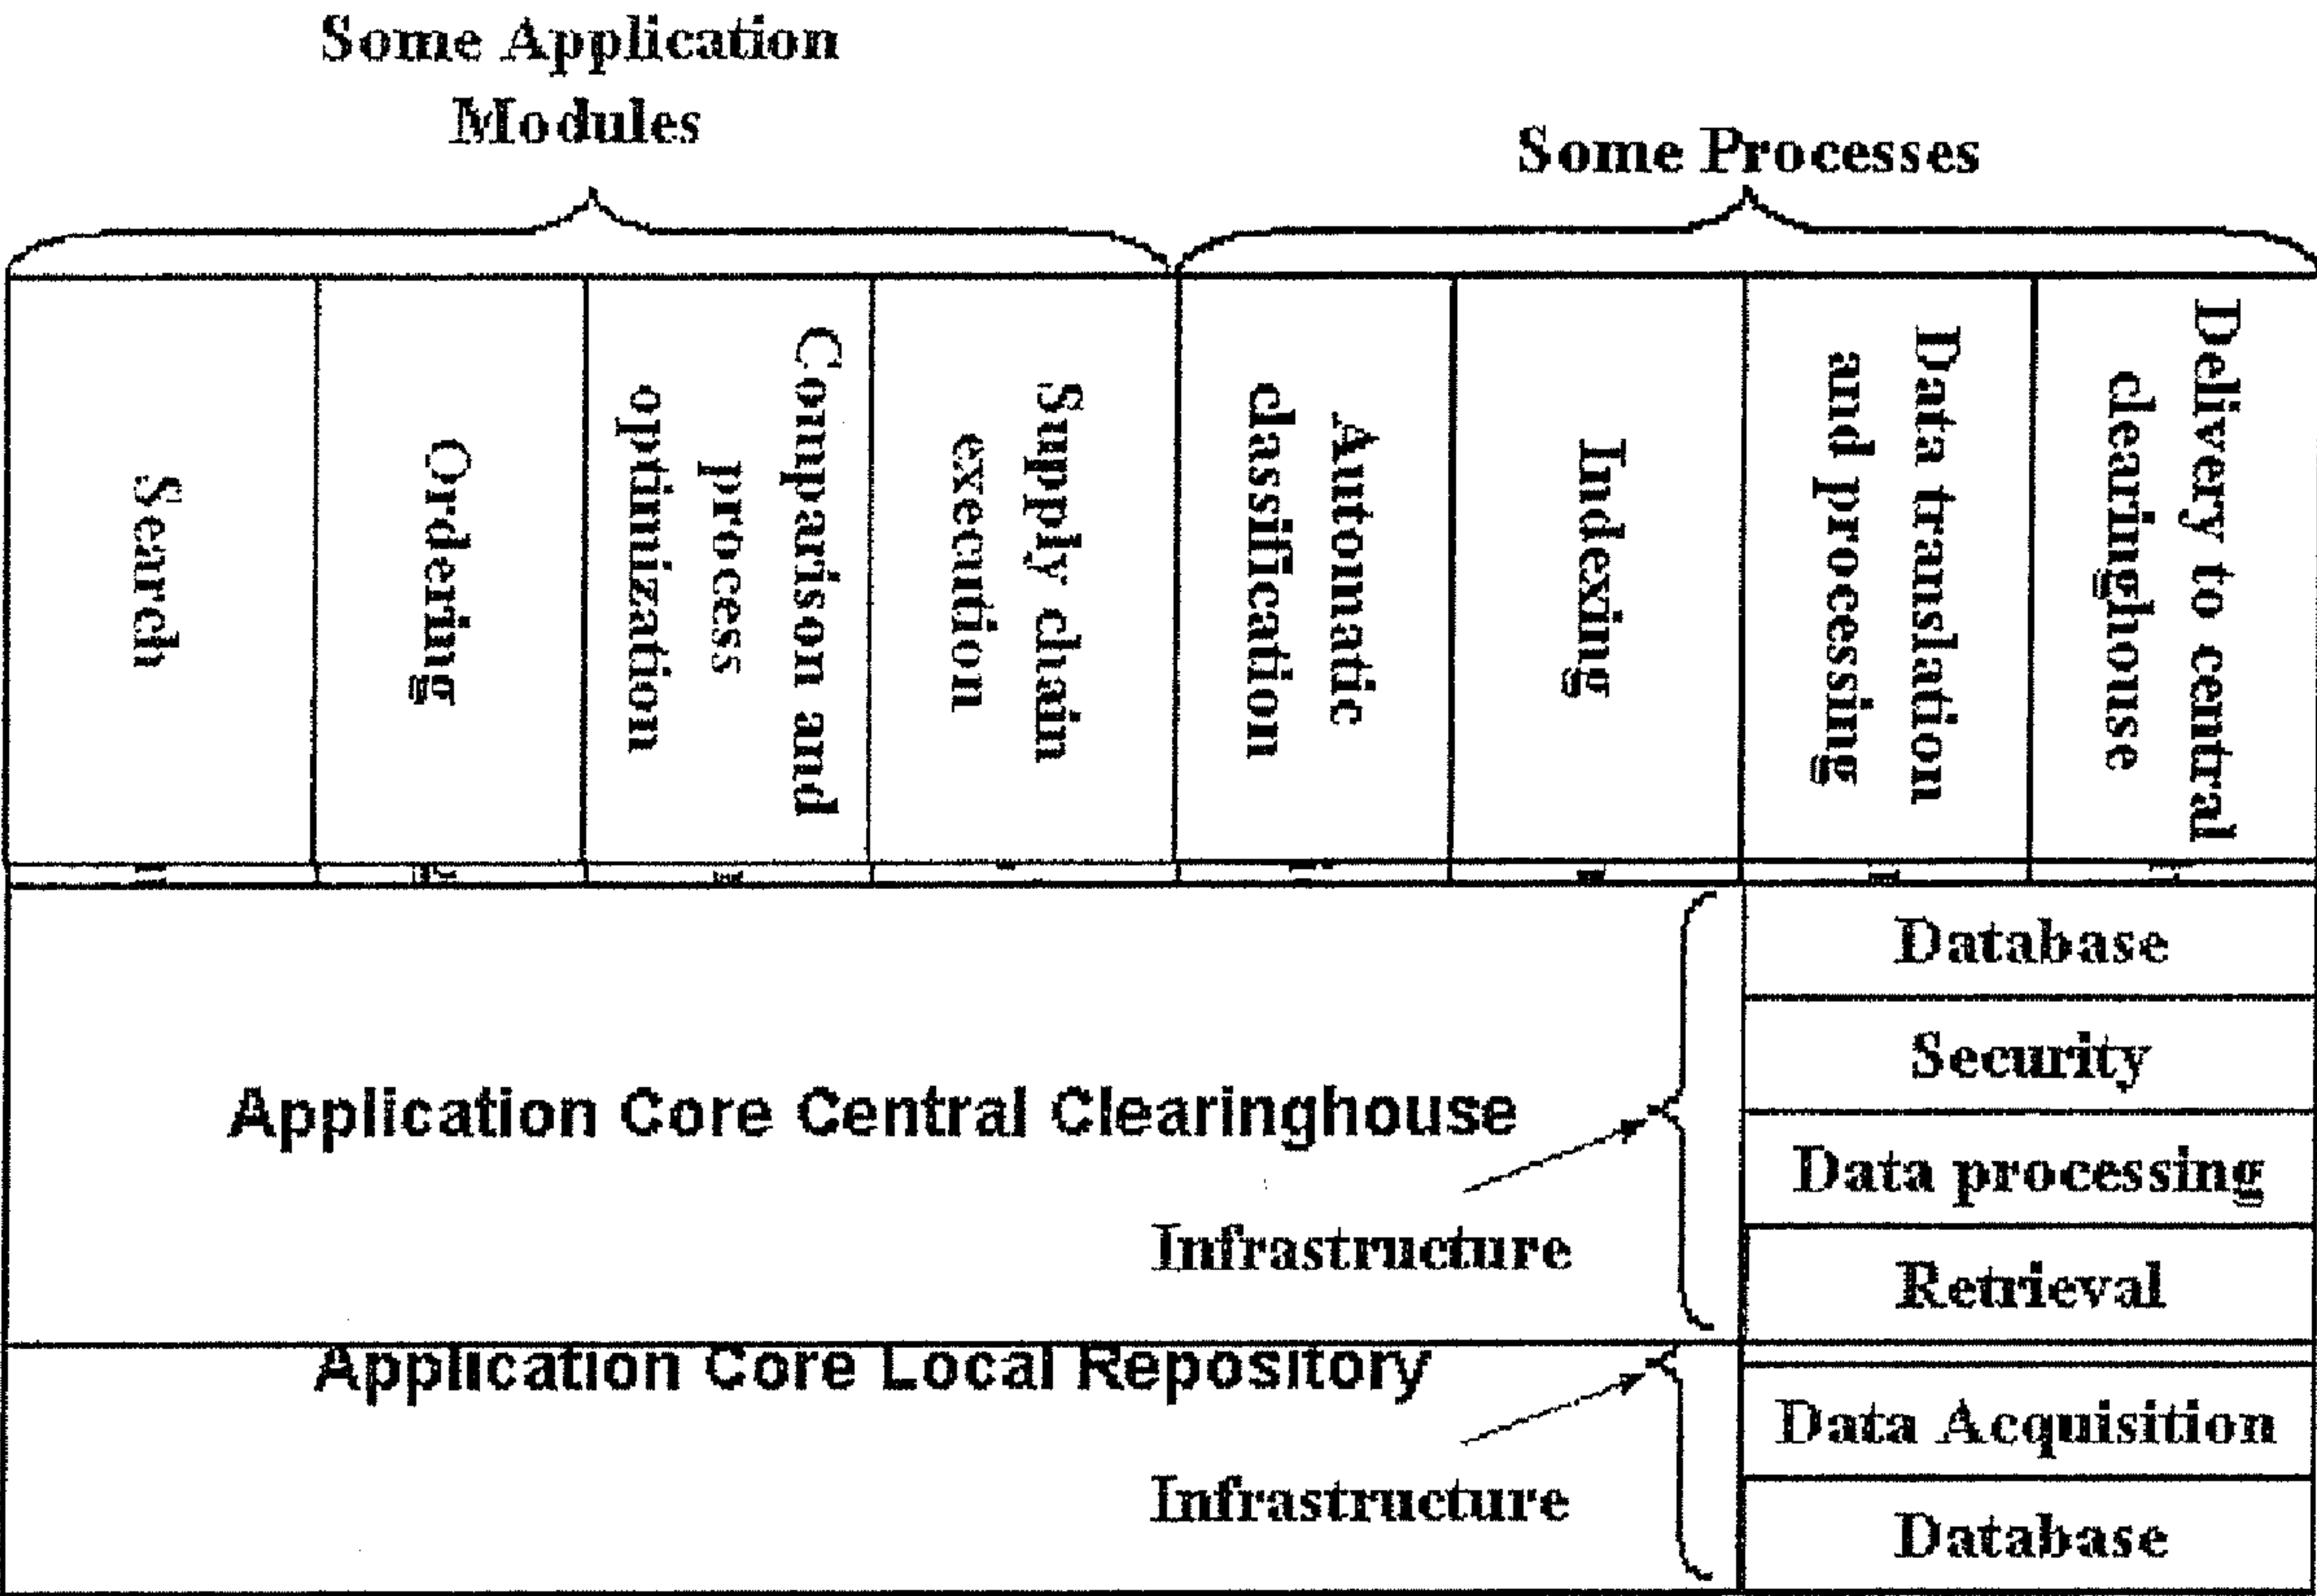 Some Application
Modules
Some Processes
Search
Ordering
Comparison and
process
optimization
Supply chain
execution
Automatic
classification
Indexing
Data translation
and processing
Delivery to central
clearinghouse
Application Core Central Clearinghouse
Infrastructure
Database
Security
Data processing
Retrieval
Application Core Local Repository
Infrastructure
Data Acquisition
Database